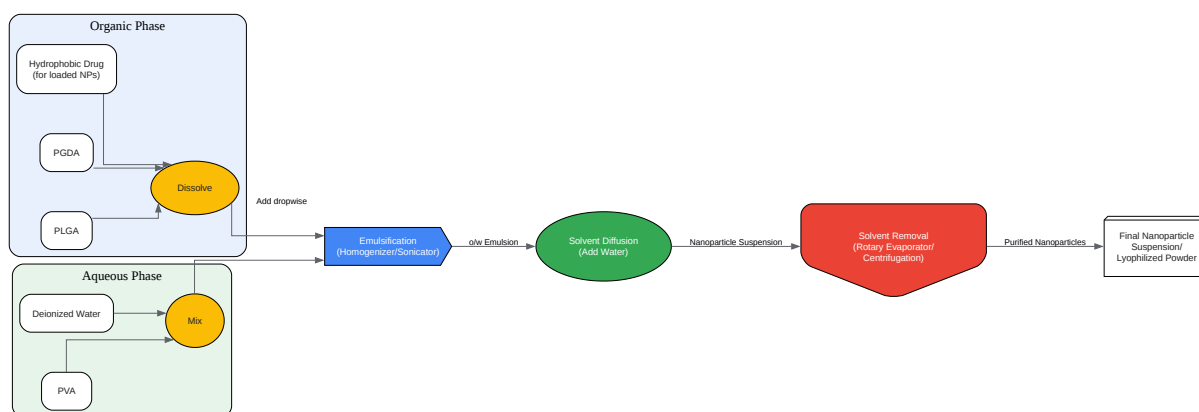 Organic Phase
Hydrophobic Drug
(for loaded NPs)
PGDA
Dissolve
PLGA
Add dropwise
Aqueous Phase
Deionized Water
Mix
PVA
Emulsification
(Homogenizer/Sonicator)
o/w Emulsion
Solvent Diffusion
(Add Water)
Nanoparticle Suspension
Solvent Removal
(Rotary Evaporator/
Centrifugation)
Purified Nanoparticles
Final Nanoparticle
Suspension/
Lyophilized Powder